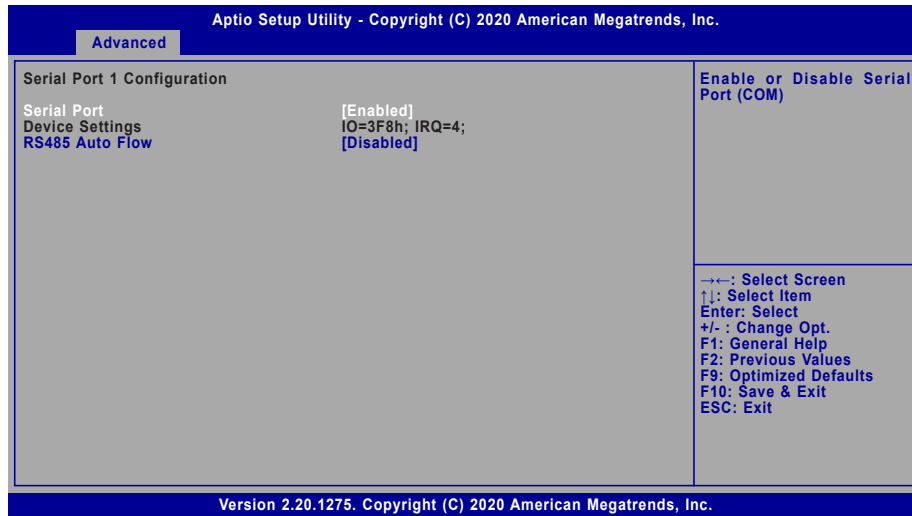 Aptio Setup Utility - Copyright (C) 2020 American Megatrends, Inc.
Advanced
Serial Port 1 Configuration
Serial Port [Enabled]
Device Settings IO=3F8h; IRQ=4;
RS485 Auto Flow [Disabled]
Enable or Disable Serial
Port (COM)
→←: Select Screen
↑↓: Select Item
Enter: Select
+/- : Change Opt.
F1: General Help
F2: Previous Values
F9: Optimized Defaults
F10: Save & Exit
ESC: Exit
Version 2.20.1275. Copyright (C) 2020 American Megatrends, Inc.